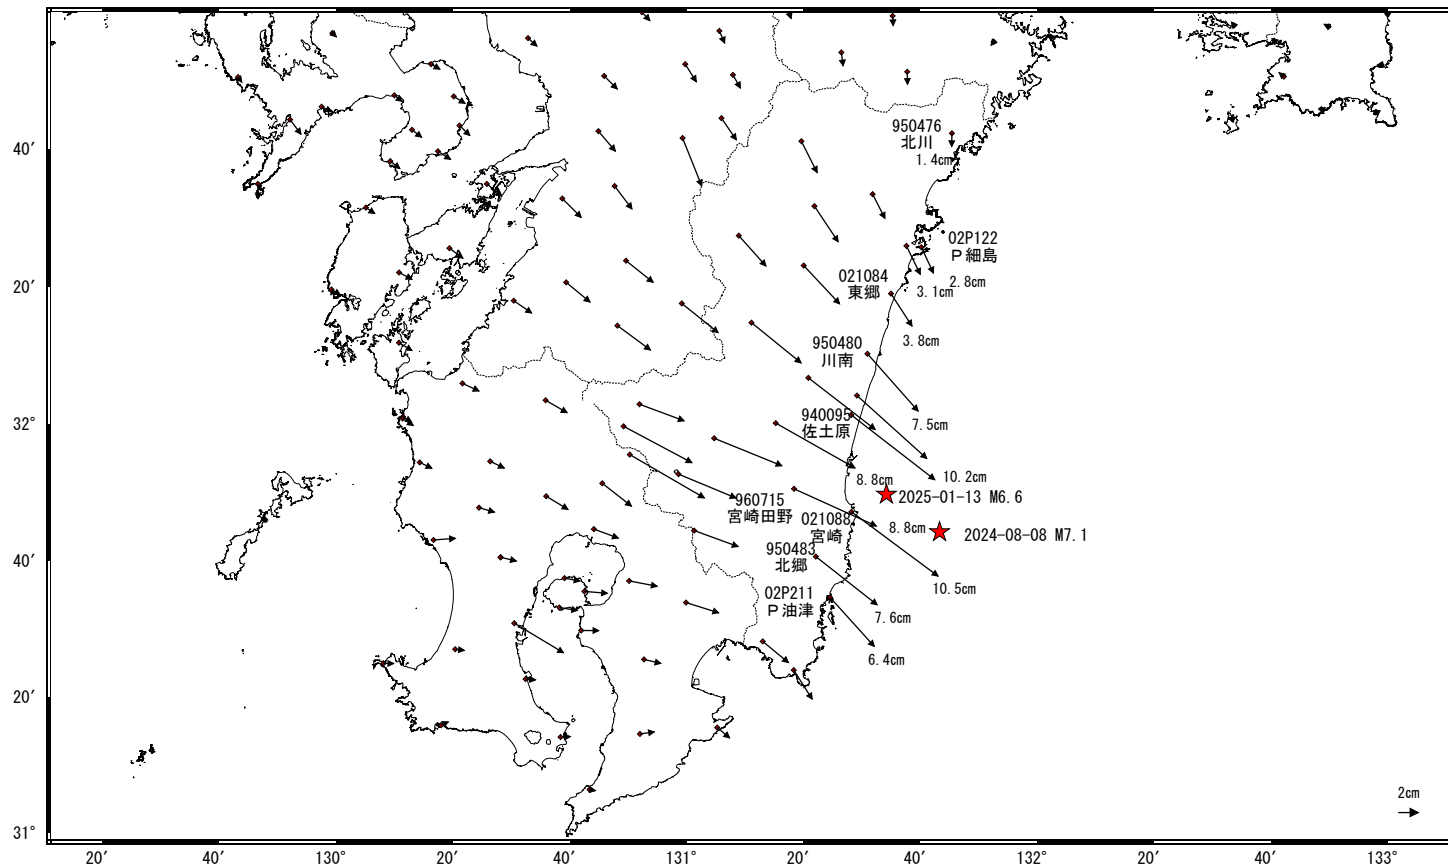 950476
北川
1.4cm
40′
02P122
Ｐ細島
2.8cm
021084
東郷
3.1cm
20′
3.8cm
950480
川南
7.5cm
32°
940095
佐土原
10.2cm
8.8cm
2025-01-13 M6.6
960715
宮崎田野
021088
宮崎
8.8cm
2024-08-08 M7.1
950483
北郷
40′
10.5cm
02P211
Ｐ油津
7.6cm
6.4cm
20′
2cm
31°
20′
40′
130°
20′
40′
131°
20′
40′
132°
20′
40′
133°